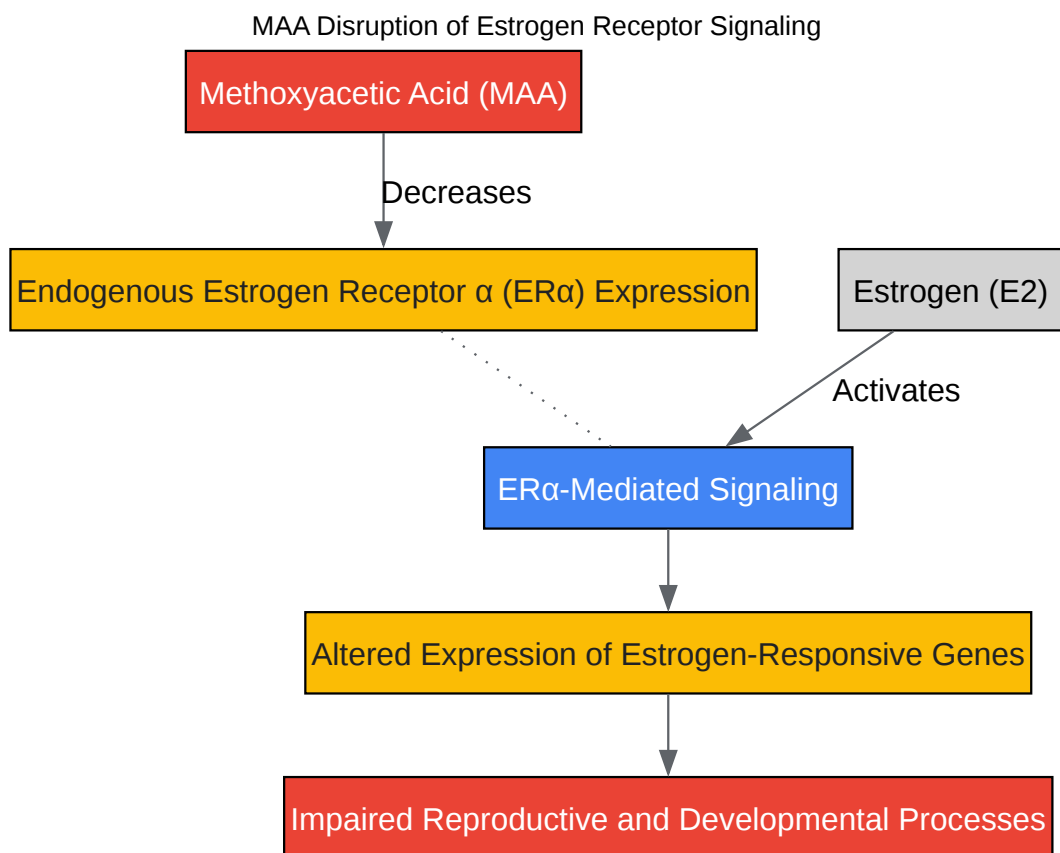 MAA Disruption of Estrogen Receptor Signaling
Methoxyacetic Acid (MAA)
Decreases
Endogenous Estrogen Receptor α (ERα) Expression
Estrogen (E2)
Activates
ERα-Mediated Signaling
Altered Expression of Estrogen-Responsive Genes
Impaired Reproductive and Developmental Processes